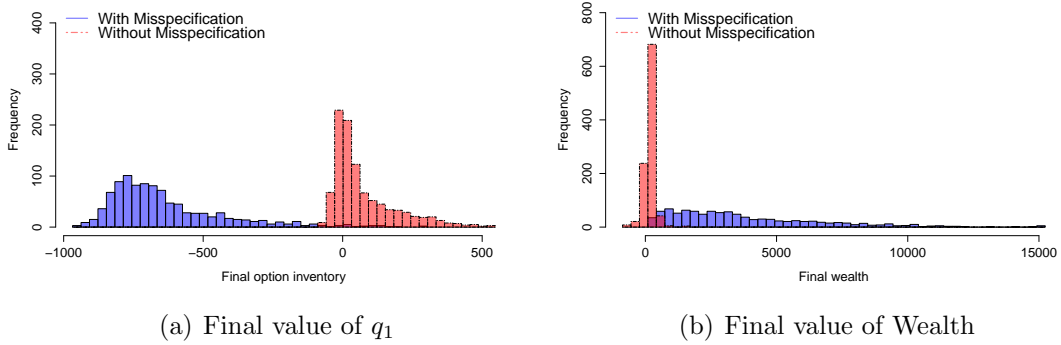 With Misspecification
Without Misspecification
400
300
200
100
0
Frequency
−1000
−500
0
500
Final option inventory
(a) Final value of q1
With Misspecification
Without Misspecification
800
600
400
200
0
Frequency
0
5000
10000
15000
Final wealth
(b) Final value of Wealth